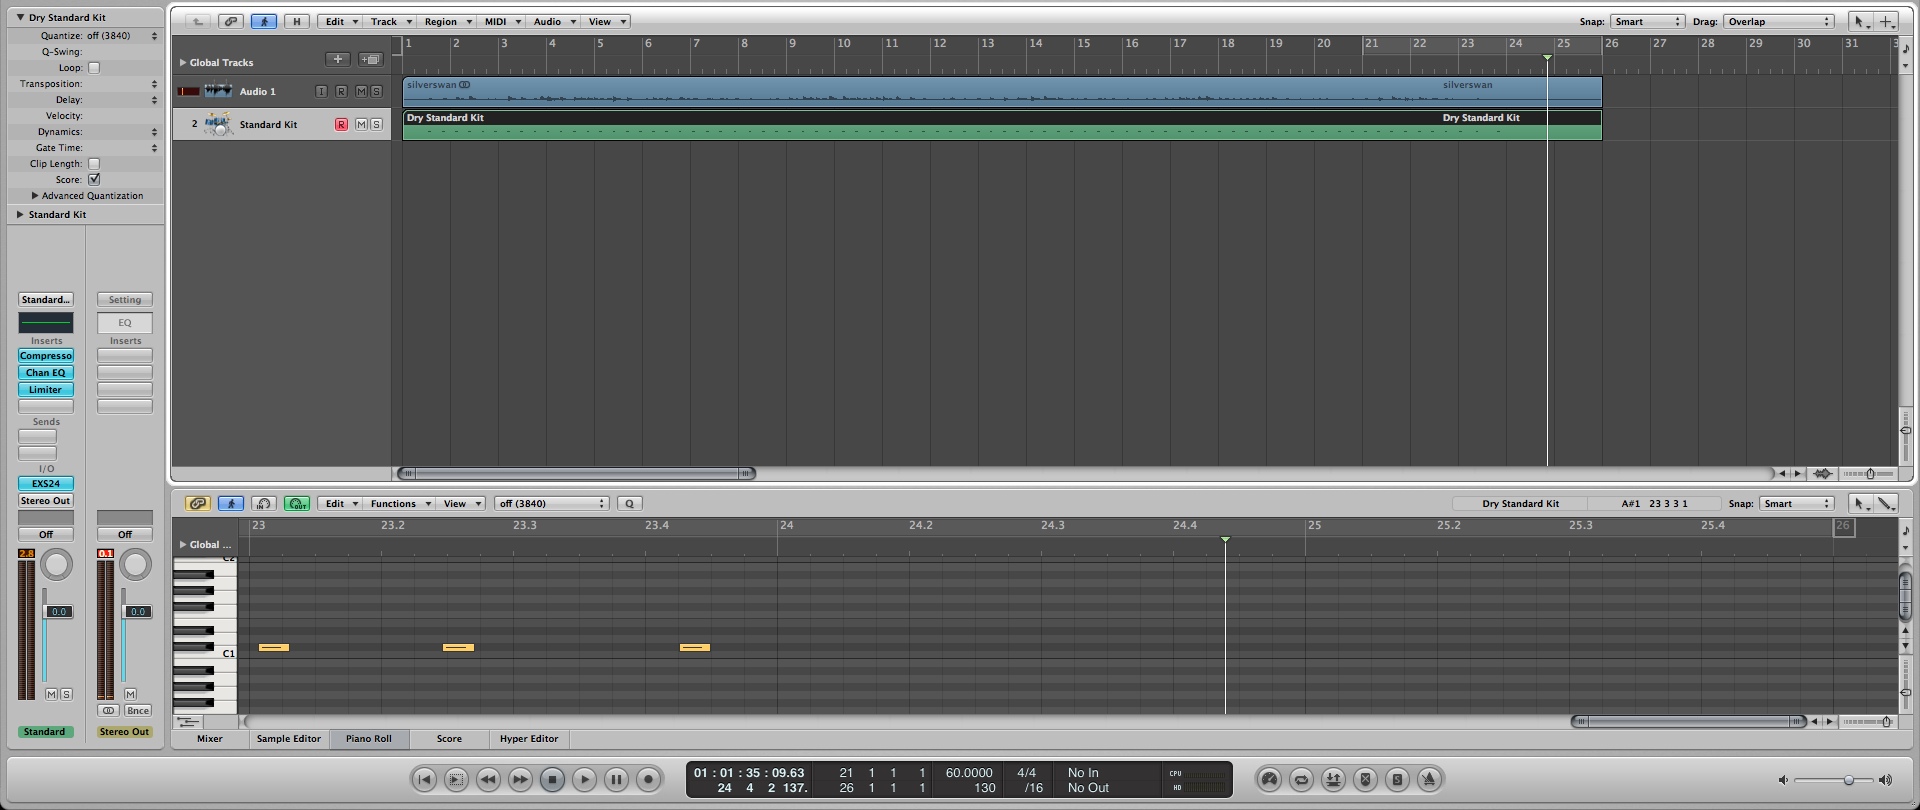 Dry Standard Kit
Quantize: off (3840)
Q-Swing:
Loop:
Transposition:
Delay:
Velocity:
Dynamics:
Gate Time:
Clip Length:
Score:
Advanced Quantization
Standard Kit
Standard... Setting
EQ
Inserts Inserts
Compresso
Chan EQ
Limiter
Sends
I/O
EXS24
Stereo Out
Off Off
2.8 0.1
0.0 0.0
M S M
Bnce
Standard Stereo Out
H Edit Track Region MIDI Audio View Snap: Smart Drag: Overlap
1 2 3 4 5 6 7 8 9 10 11 12 13 14 15 16 17 18 19 20 21 22 23 24 25 26 27 28 29 30 31
Global Tracks
Audio 1 I R M S
silverswan silverswan
2 Standard Kit R M S
Dry Standard Kit Dry Standard Kit
IN OUT Edit Functions View off (3840) Q Dry Standard Kit A#1 23 3 3 1 Snap: Smart
23 23.2 23.3 23.4 24 24.2 24.3 24.4 25 25.2 25.3 25.4 26
Global ...
C2
C1
Mixer Sample Editor Piano Roll Score Hyper Editor
01 : 01 : 35 : 09.63 21 1 1 1 60.0000 4/4 No In CPU
24 4 2 137. 26 1 1 1 130 /16 No Out HD
S